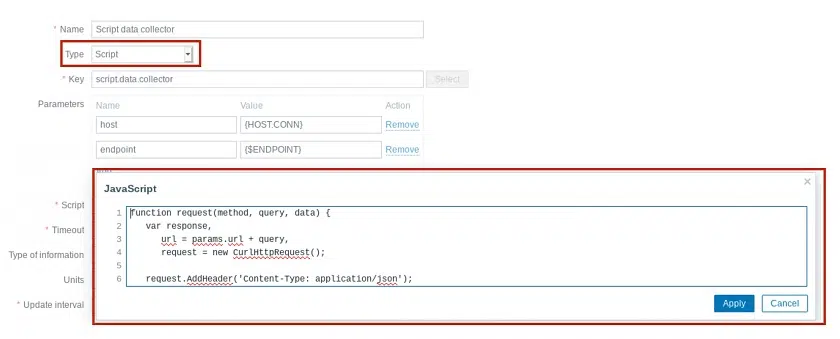 * Name Script data collector
Type Script
* Key script.data.collector Select
Parameters Name Value Action
host {HOST.CONN} Remove
endpoint {$ENDPOINT} Remove
JavaScript ×
* Script 1 function request(method, query, data) {
* Timeout 2 var response,
3 url = params.url + query,
Type of information 4 request = new CurlHttpRequest();
5
Units 6 request.AddHeader('Content-Type: application/json');
* Update interval Apply Cancel